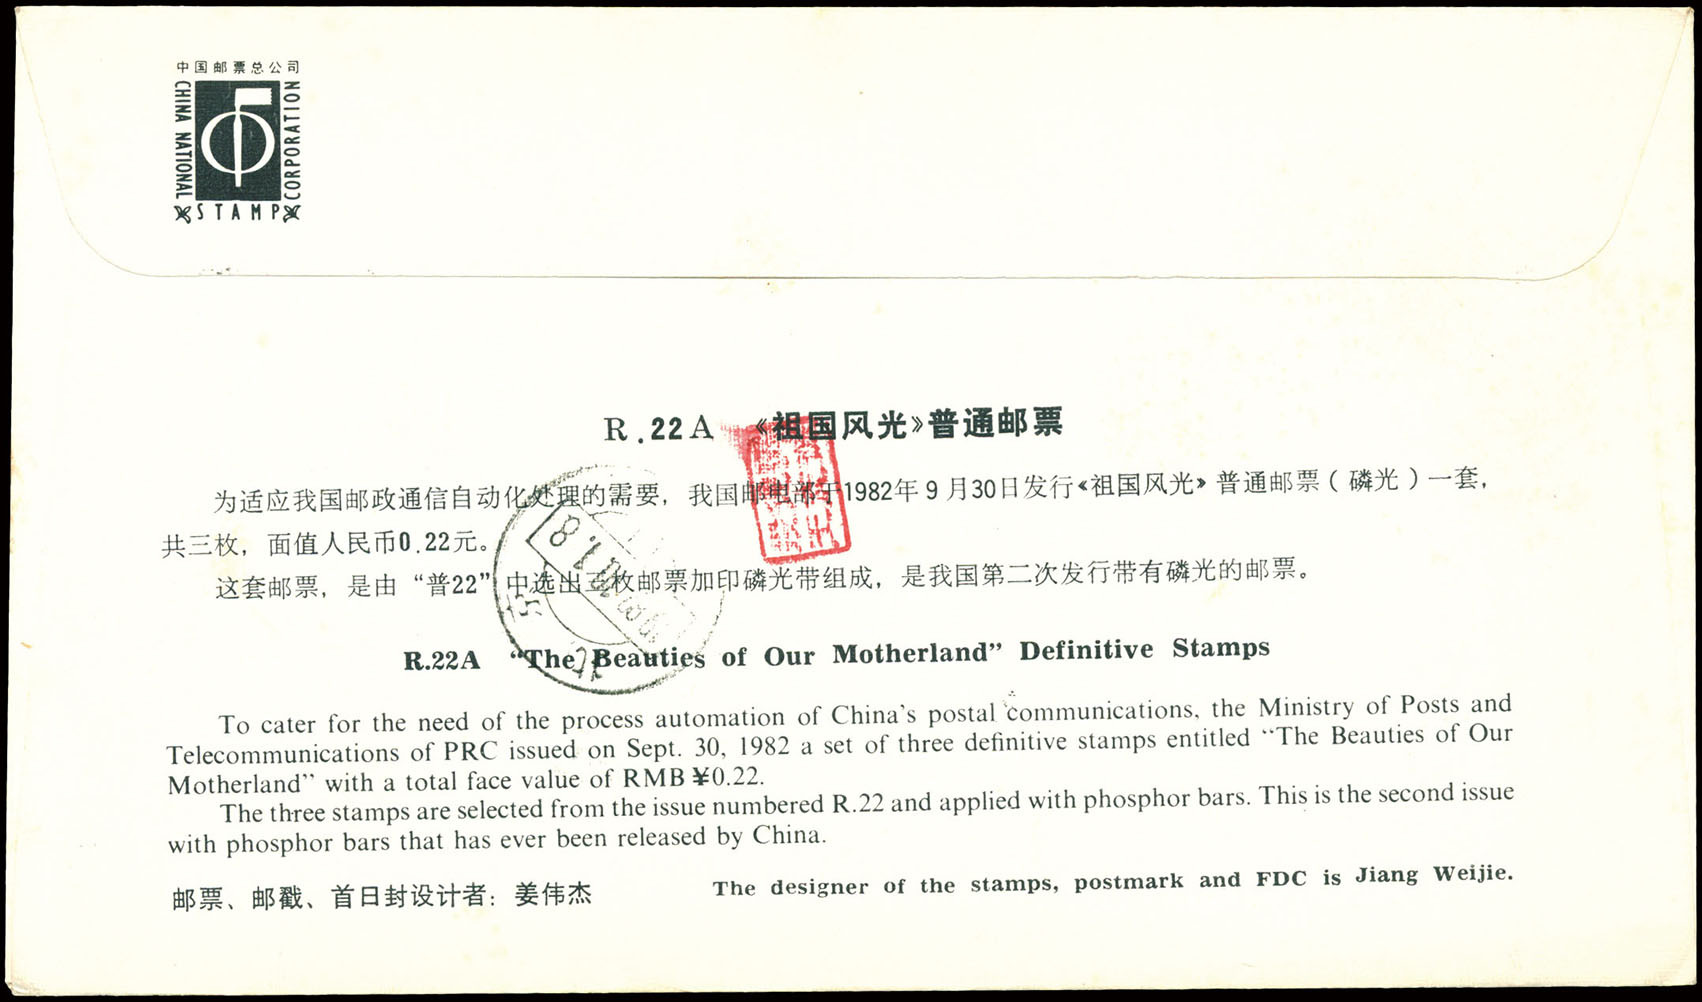 中国邮票总公司
CHINA NATIONAL
STAMP
CORPORATION
R.22A 《祖国风光》普通邮票
为适应我国邮政通信自动化处理的需要，我国邮电部于1982年9月30日发行《祖国风光》普通邮票（磷光）一套，
共三枚，面值人民币0.22元。
这套邮票，是由“普22”中选出三枚邮票加印磷光带组成，是我国第二次发行带有磷光的邮票。
R.22A “The Beauties of Our Motherland” Definitive Stamps
To cater for the need of the process automation of China's postal communications, the Ministry of Posts and
Telecommunications of PRC issued on Sept. 30, 1982 a set of three definitive stamps entitled “The Beauties of Our
Motherland” with a total face value of RMB¥0.22.
The three stamps are selected from the issue numbered R.22 and applied with phosphor bars. This is the second issue
with phosphor bars that has ever been released by China.
邮票、邮戳、首日封设计者：姜伟杰
The designer of the stamps, postmark and FDC is Jiang Weijie.